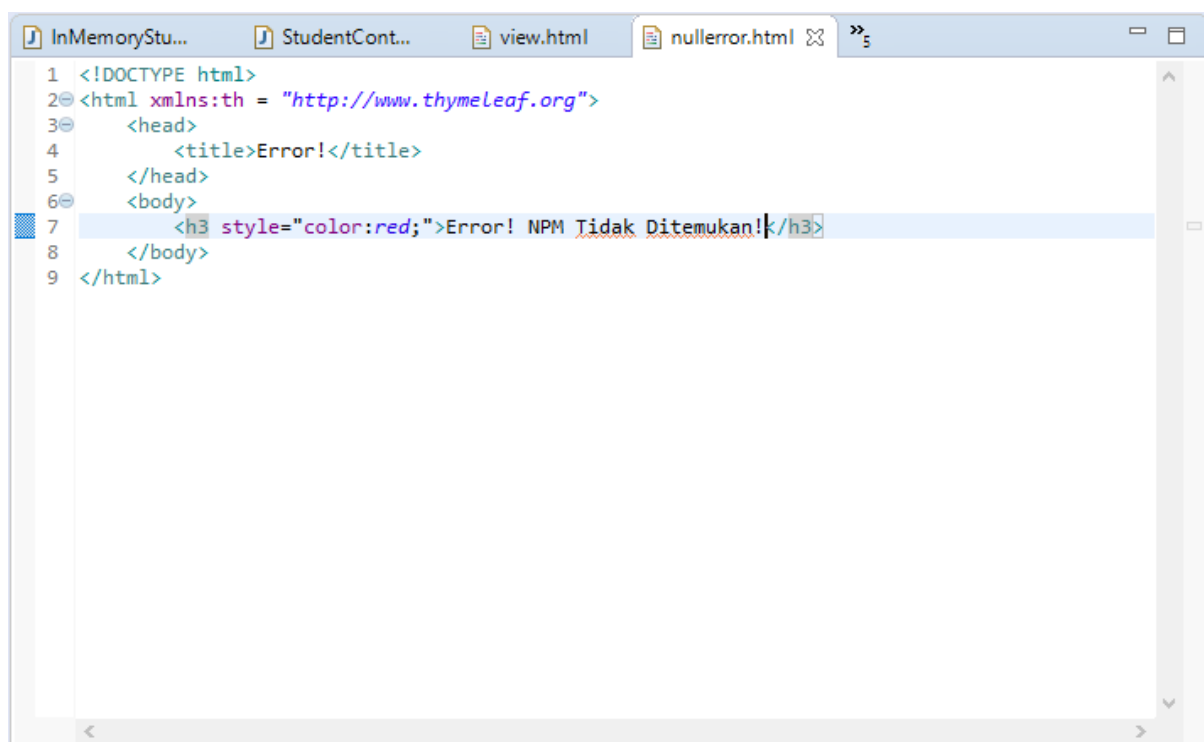 InMemoryStu... StudentCont... view.html nullerror.html »5
1 <!DOCTYPE html>
2 <html xmlns:th = "http://www.thymeleaf.org">
3 <head>
4 <title>Error!</title>
5 </head>
6 <body>
7 <h3 style="color:red;">Error! NPM Tidak Ditemukan!</h3>
8 </body>
9 </html>